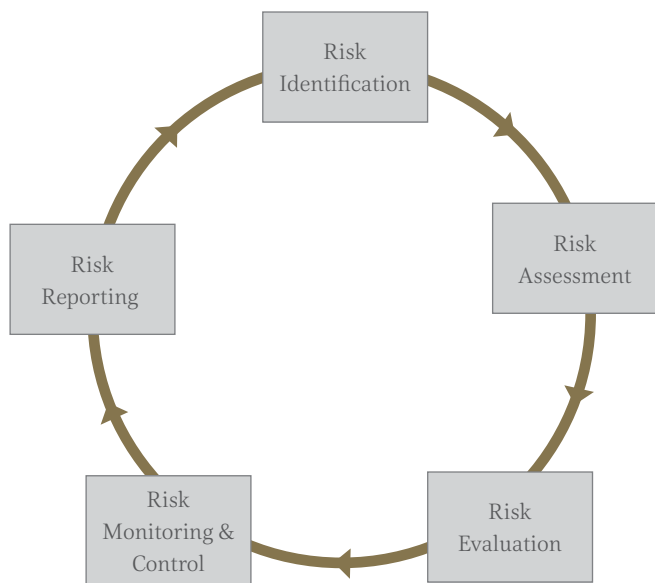 Risk
Identification
Risk
Assessment
Risk
Evaluation
Risk
Monitoring &
Control
Risk
Reporting